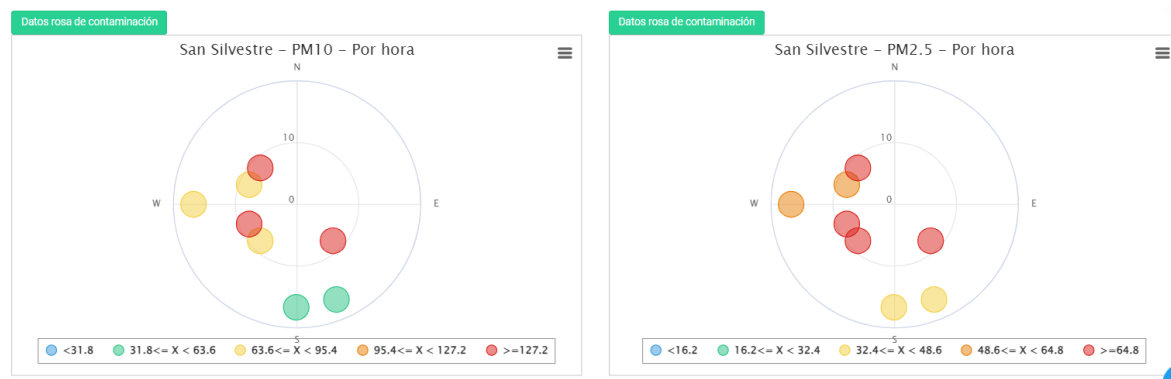 Datos rosa de contaminación
San Silvestre – PM10 – Por hora
N
10
W
0
E
S
<31.8
31.8<= X < 63.6
63.6<= X < 95.4
95.4<= X < 127.2
>=127.2
Datos rosa de contaminación
San Silvestre – PM2.5 – Por hora
N
10
W
0
E
S
<16.2
16.2<= X < 32.4
32.4<= X < 48.6
48.6<= X < 64.8
>=64.8